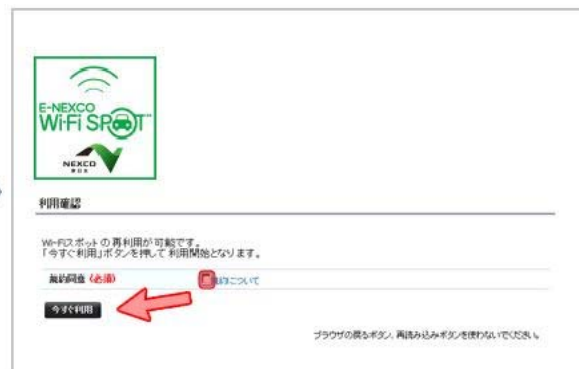 E-NEXCO
Wi-Fi SPOT
NEXCO
利用確認
Wi-Fiスポットの再利用が可能です。
「今すぐ利用」ボタンを押して利用開始となります。
規約同意(必須)
規約について
今すぐ利用
ブラウザの戻るボタン、再読み込みボタンを使わないでください。